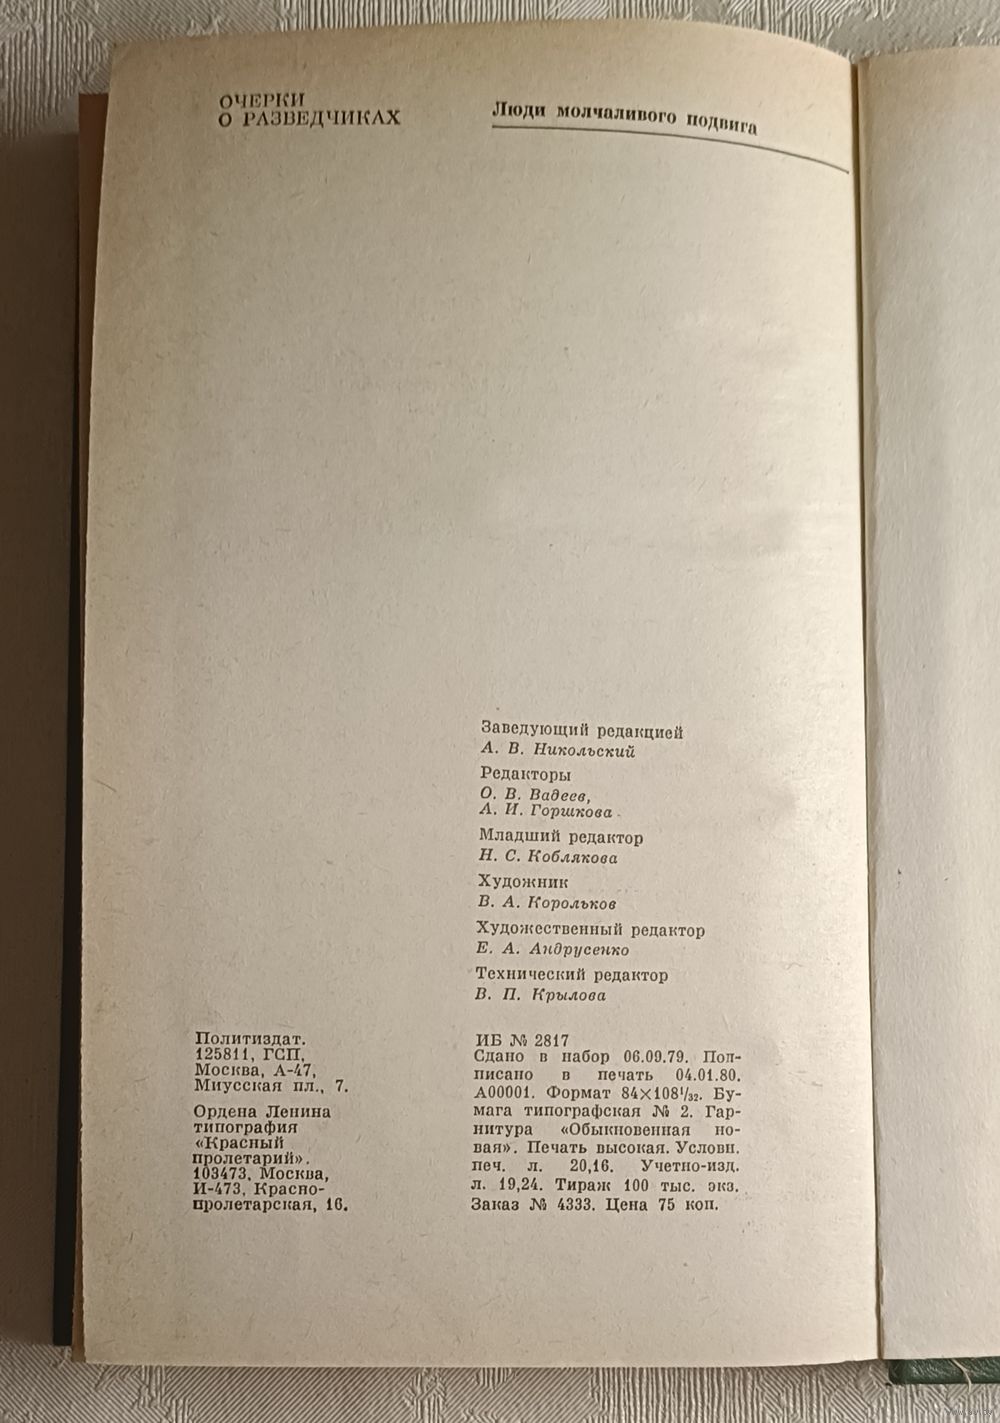 ОЧЕРКИ
О РАЗВЕДЧИКАХ
Люди молчаливого подвига
Заведующий редакцией
А. В. Никольский
Редакторы
О. В. Вадеев,
А. И. Горшкова
Младший редактор
Н. С. Коблякова
Художник
В. А. Корольков
Художественный редактор
Е. А. Андрусенко
Технический редактор
В. П. Крылова
Политиздат.
125811, ГСП,
Москва, А-47,
Миусская пл., 7.
Ордена Ленина
типография
«Красный
пролетарий».
103473, Москва,
И-473, Красно-
пролетарская, 16.
ИБ № 2817
Сдано в набор 06.09.79. Под-
писано в печать 04.01.80.
А00001. Формат 84×108¹/₃₂. Бу-
мага типографская № 2. Гар-
нитура «Обыкновенная но-
вая». Печать высокая. Условн.
печ. л. 20,16. Учетно-изд.
л. 19,24. Тираж 100 тыс. экз.
Заказ № 4333. Цена 75 коп.